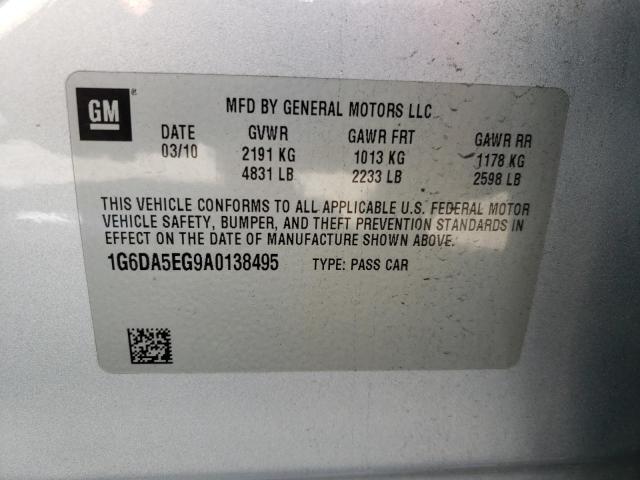 GM ®
MFD BY GENERAL MOTORS LLC
DATE GVWR GAWR FRT GAWR RR
03/10 2191 KG 1013 KG 1178 KG
4831 LB 2233 LB 2598 LB
THIS VEHICLE CONFORMS TO ALL APPLICABLE U.S. FEDERAL MOTOR
VEHICLE SAFETY, BUMPER, AND THEFT PREVENTION STANDARDS IN
EFFECT ON THE DATE OF MANUFACTURE SHOWN ABOVE.
1G6DA5EG9A0138495 TYPE: PASS CAR